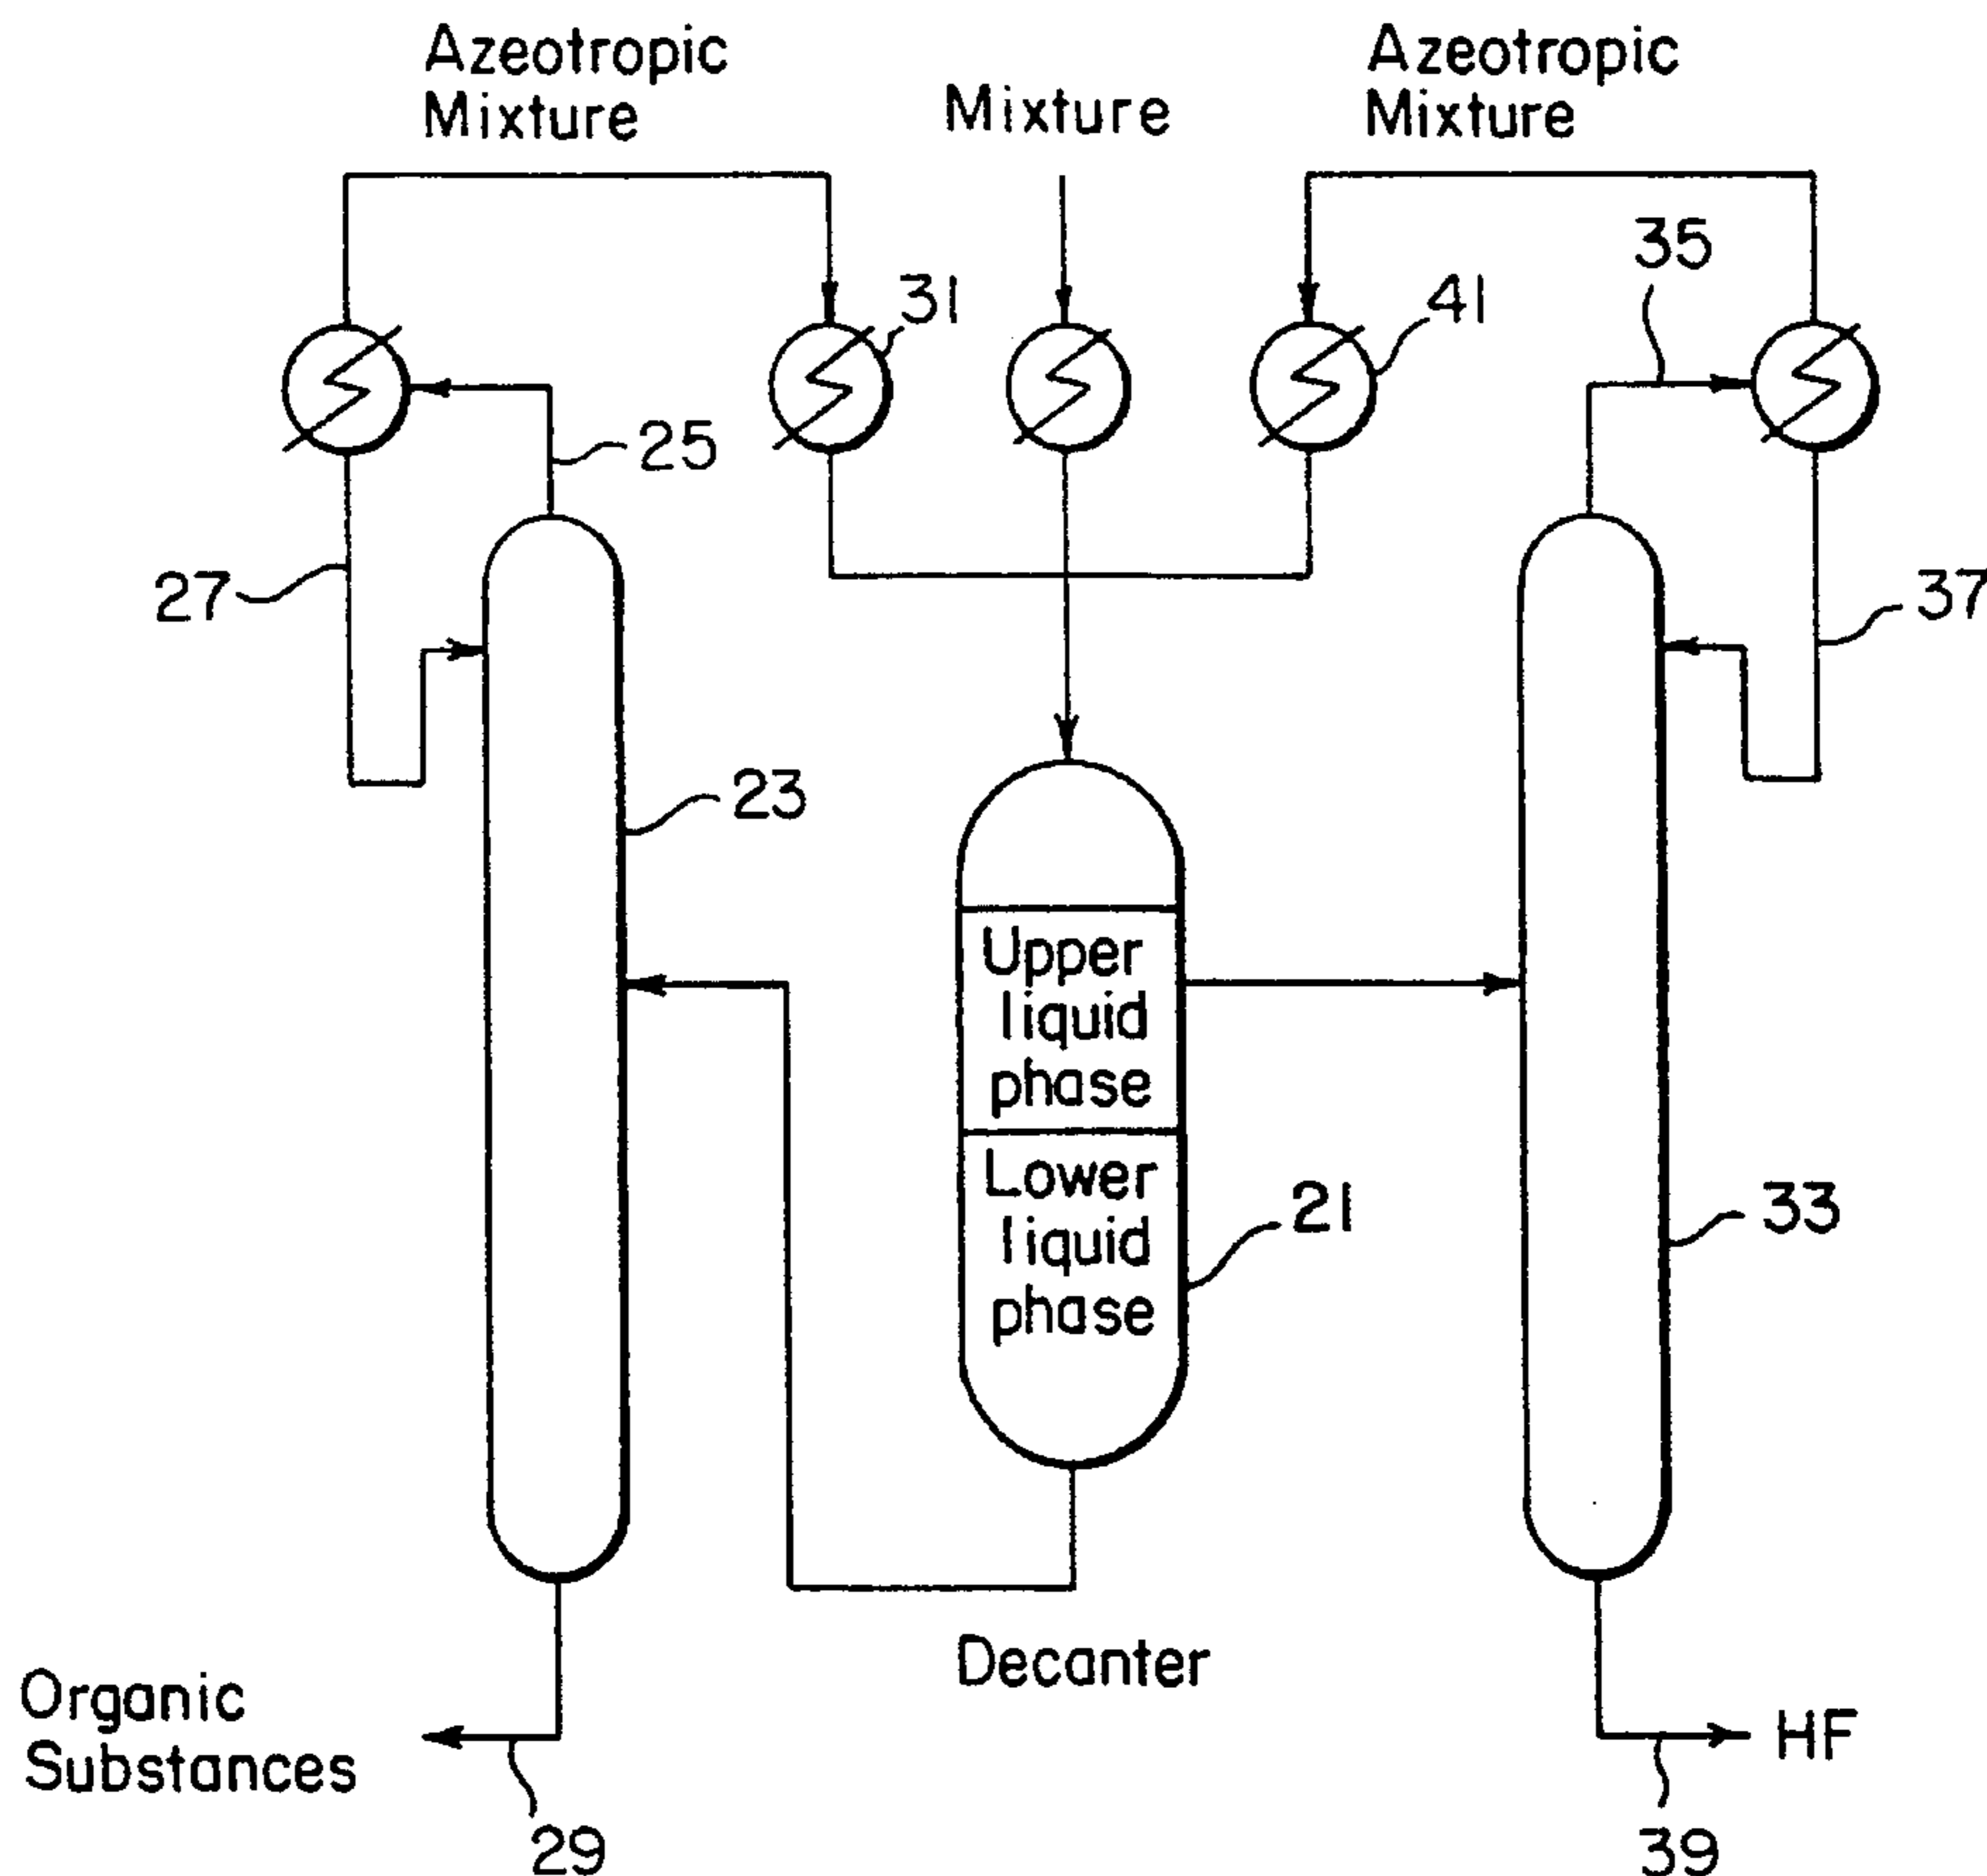 Azeotropic
Mixture
Mixture
Azeotropic
Mixture
35
31
41
25
27
37
23
Upper
liquid
phase
Lower
liquid
phase
21
33
Decanter
Organic
Substances
HF
29
39